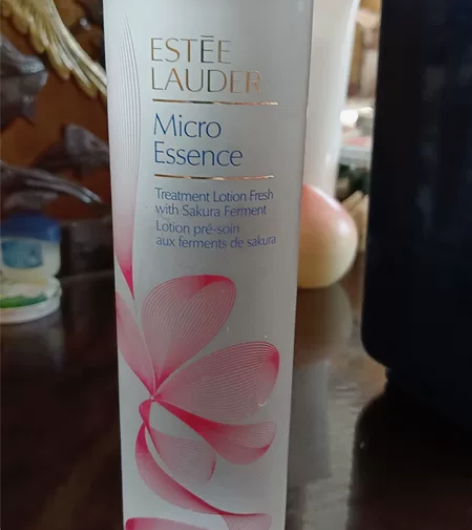 ESTĒE
LAUDER
Micro
Essence
Treatment Lotion Fresh
with Sakura Ferment
Lotion pré-soin
aux ferments de sakura